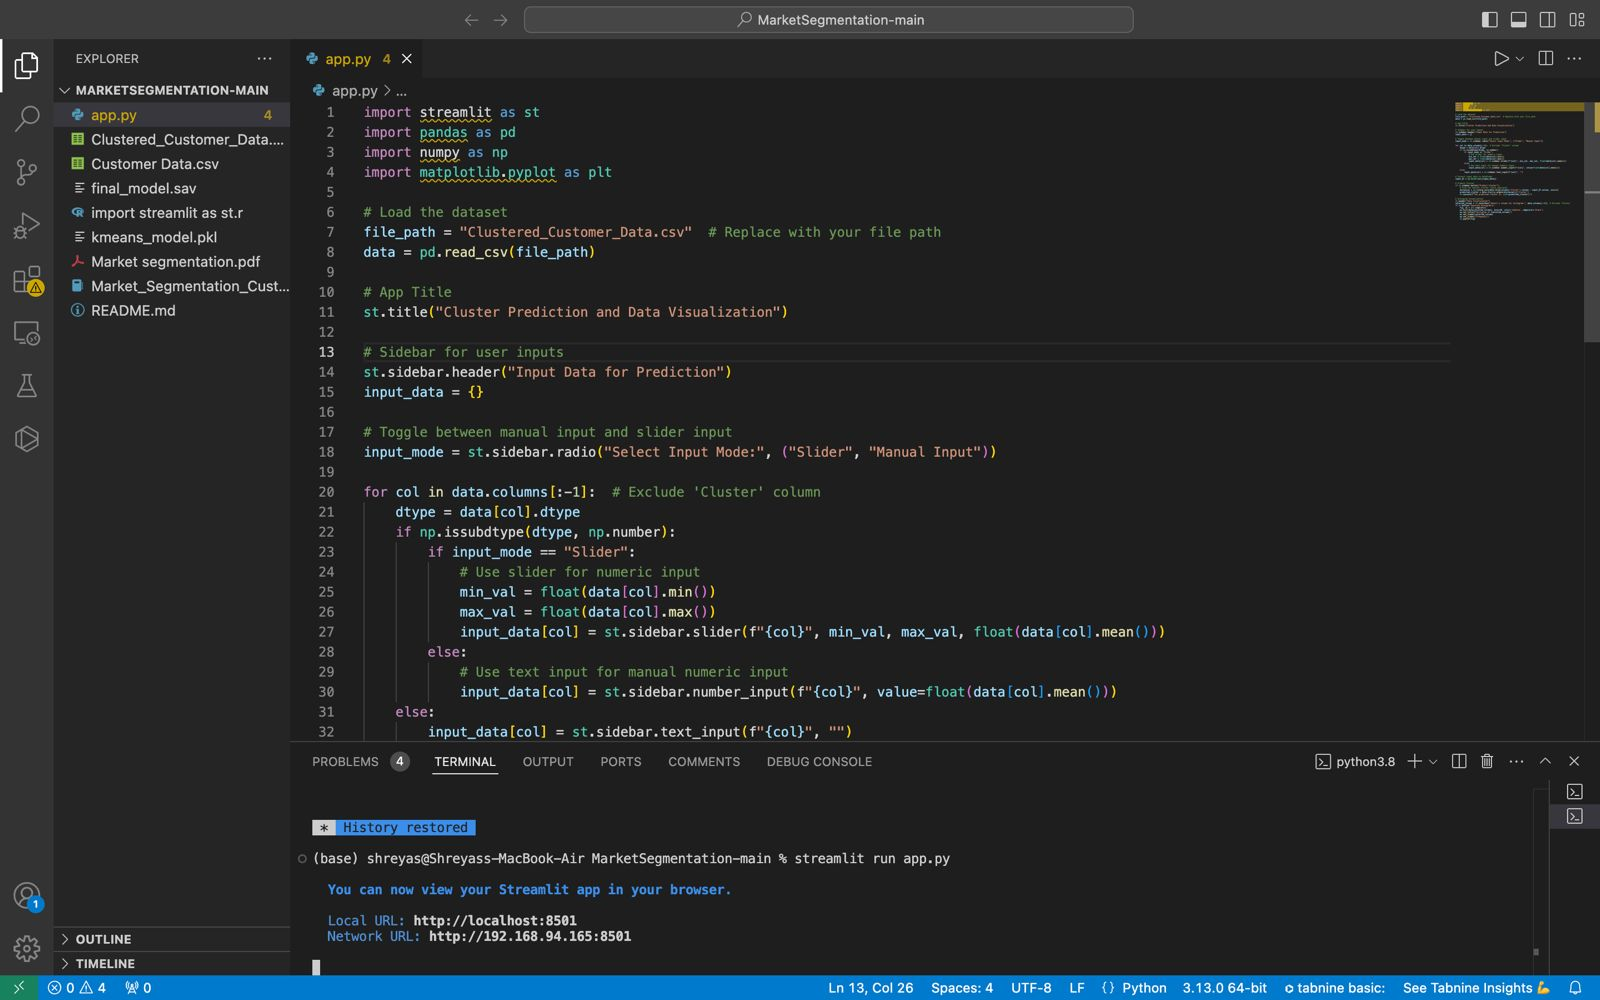 MarketSegmentation-main
EXPLORER
MARKETSEGMENTATION-MAIN
app.py 4
Clustered_Customer_Data....
Customer Data.csv
final_model.sav
import streamlit as st.r
kmeans_model.pkl
Market segmentation.pdf
Market_Segmentation_Cust...
README.md
OUTLINE
TIMELINE
app.py 4
app.py > ...
1 import streamlit as st
2 import pandas as pd
3 import numpy as np
4 import matplotlib.pyplot as plt
5
6 # Load the dataset
7 file_path = "Clustered_Customer_Data.csv"  # Replace with your file path
8 data = pd.read_csv(file_path)
9
10 # App Title
11 st.title("Cluster Prediction and Data Visualization")
12
13 # Sidebar for user inputs
14 st.sidebar.header("Input Data for Prediction")
15 input_data = {}
16
17 # Toggle between manual input and slider input
18 input_mode = st.sidebar.radio("Select Input Mode:", ("Slider", "Manual Input"))
19
20 for col in data.columns[:-1]:  # Exclude 'Cluster' column
21     dtype = data[col].dtype
22     if np.issubdtype(dtype, np.number):
23         if input_mode == "Slider":
24             # Use slider for numeric input
25             min_val = float(data[col].min())
26             max_val = float(data[col].max())
27             input_data[col] = st.sidebar.slider(f"{col}", min_val, max_val, float(data[col].mean()))
28         else:
29             # Use text input for manual numeric input
30             input_data[col] = st.sidebar.number_input(f"{col}", value=float(data[col].mean()))
31     else:
32         input_data[col] = st.sidebar.text_input(f"{col}", "")
PROBLEMS 4 TERMINAL OUTPUT PORTS COMMENTS DEBUG CONSOLE python3.8
* History restored
(base) shreyas@Shreyass-MacBook-Air MarketSegmentation-main % streamlit run app.py
You can now view your Streamlit app in your browser.
Local URL: http://localhost:8501
Network URL: http://192.168.94.165:8501
1
0 4 0 Ln 13, Col 26 Spaces: 4 UTF-8 LF {} Python 3.13.0 64-bit tabnine basic: See Tabnine Insights 💪